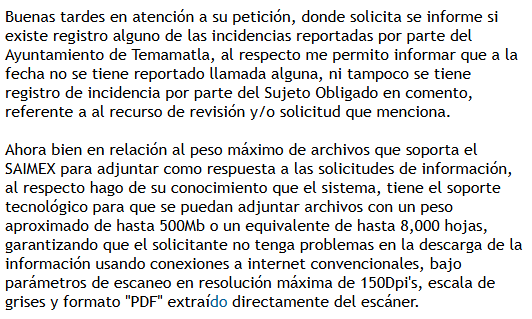 Buenas tardes en atención a su petición, donde solicita se informe si
existe registro alguno de las incidencias reportadas por parte del
Ayuntamiento de Temamatla, al respecto me permito informar que a la
fecha no se tiene reportado llamada alguna, ni tampoco se tiene
registro de incidencia por parte del Sujeto Obligado en comento,
referente a al recurso de revisión y/o solicitud que menciona.

Ahora bien en relación al peso máximo de archivos que soporta el
SAIMEX para adjuntar como respuesta a las solicitudes de información,
al respecto hago de su conocimiento que el sistema, tiene el soporte
tecnológico para que se puedan adjuntar archivos con un peso
aproximado de hasta 500Mb o un equivalente de hasta 8,000 hojas,
garantizando que el solicitante no tenga problemas en la descarga de la
información usando conexiones a internet convencionales, bajo
parámetros de escaneo en resolución máxima de 150Dpi's, escala de
grises y formato "PDF" extraído directamente del escáner.